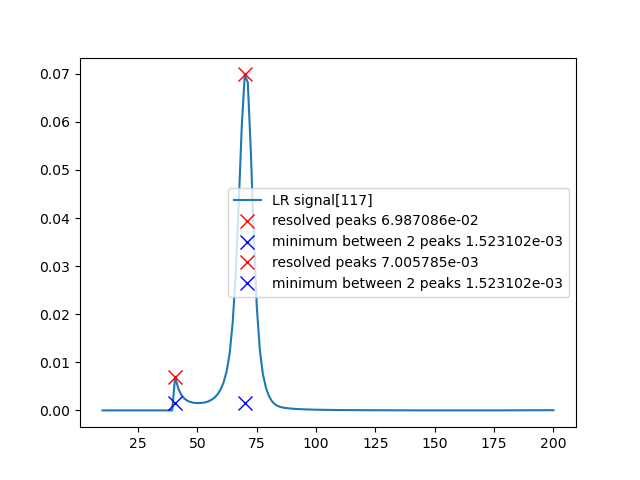 0.07
0.06
0.05
0.04
0.03
0.02
0.01
0.00
LR signal[117]
resolved peaks 6.987086e-02
minimum between 2 peaks 1.523102e-03
resolved peaks 7.005785e-03
minimum between 2 peaks 1.523102e-03
25 50 75 100 125 150 175 200